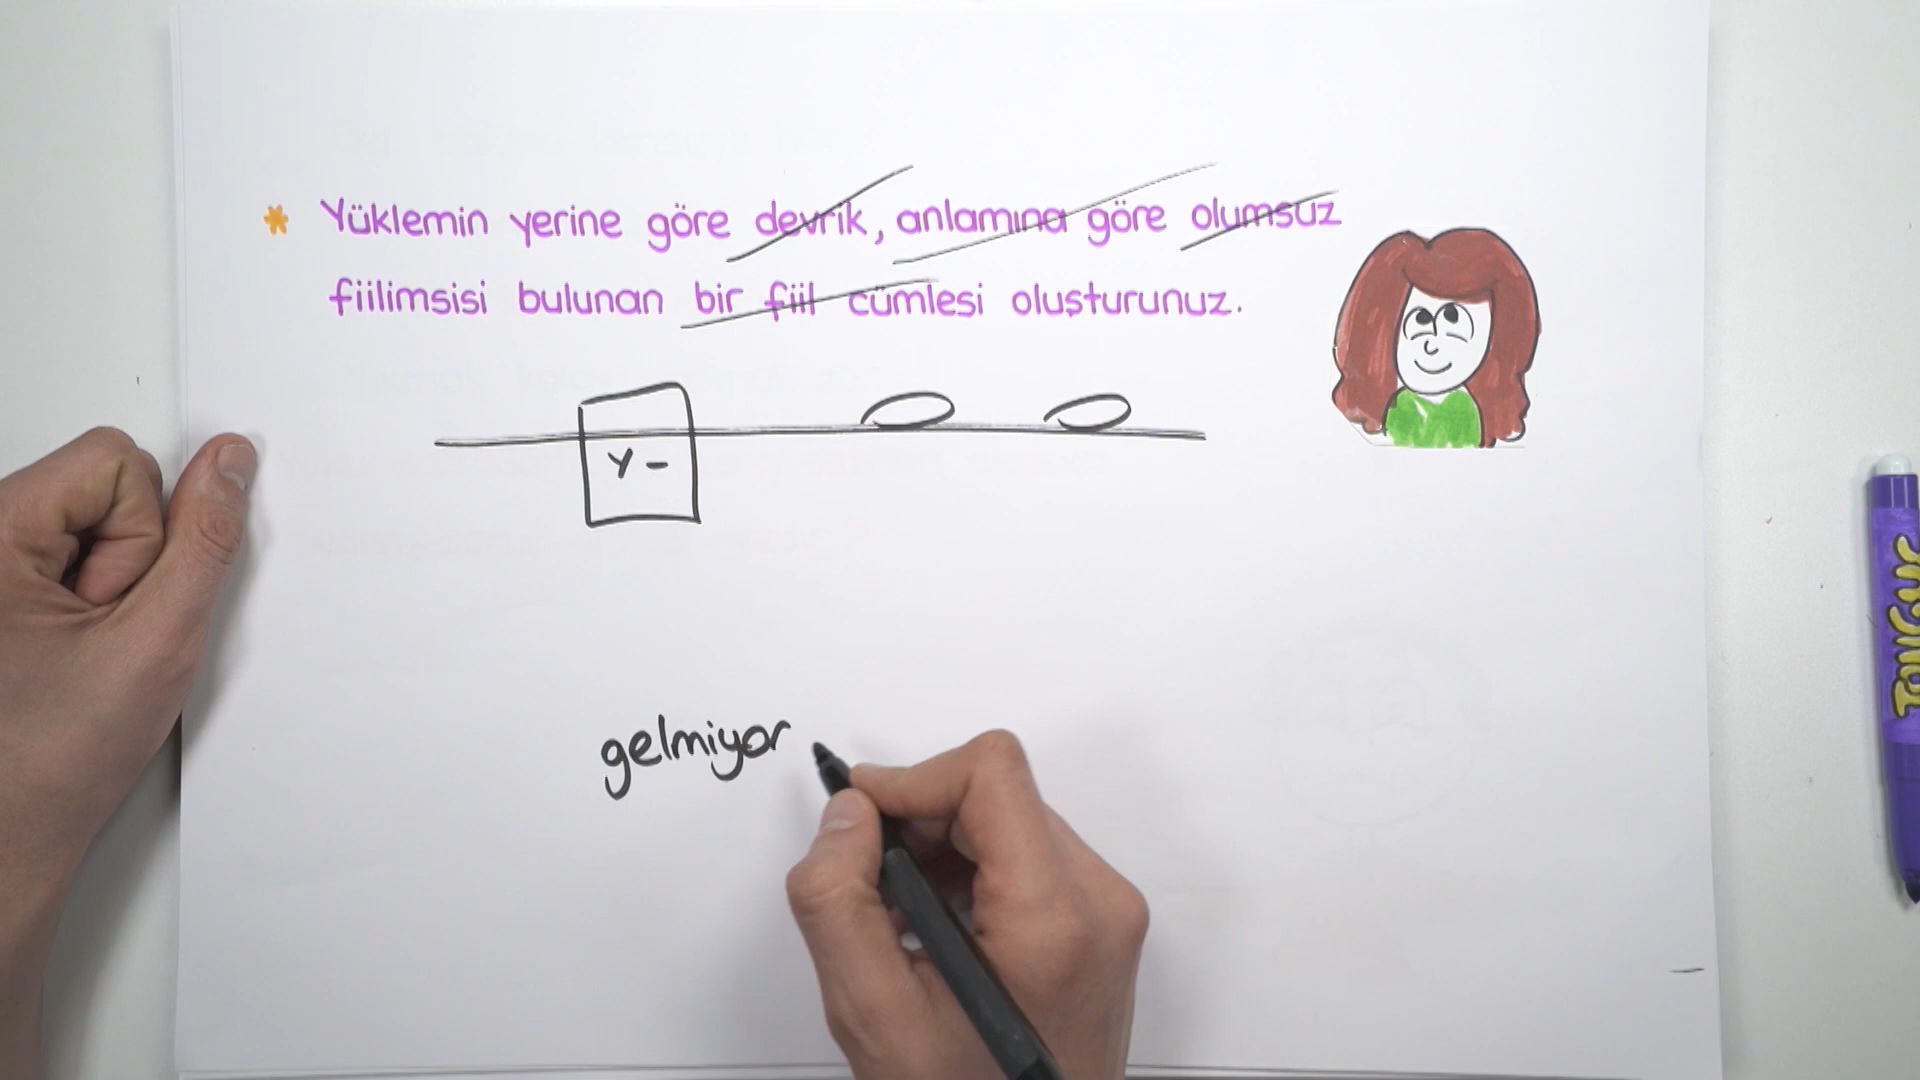 * Yüklemin yerine göre devrik, anlamına göre olumsuz
fiilimsisi bulunan bir fiil cümlesi oluşturunuz.
Y -
gelmiyor